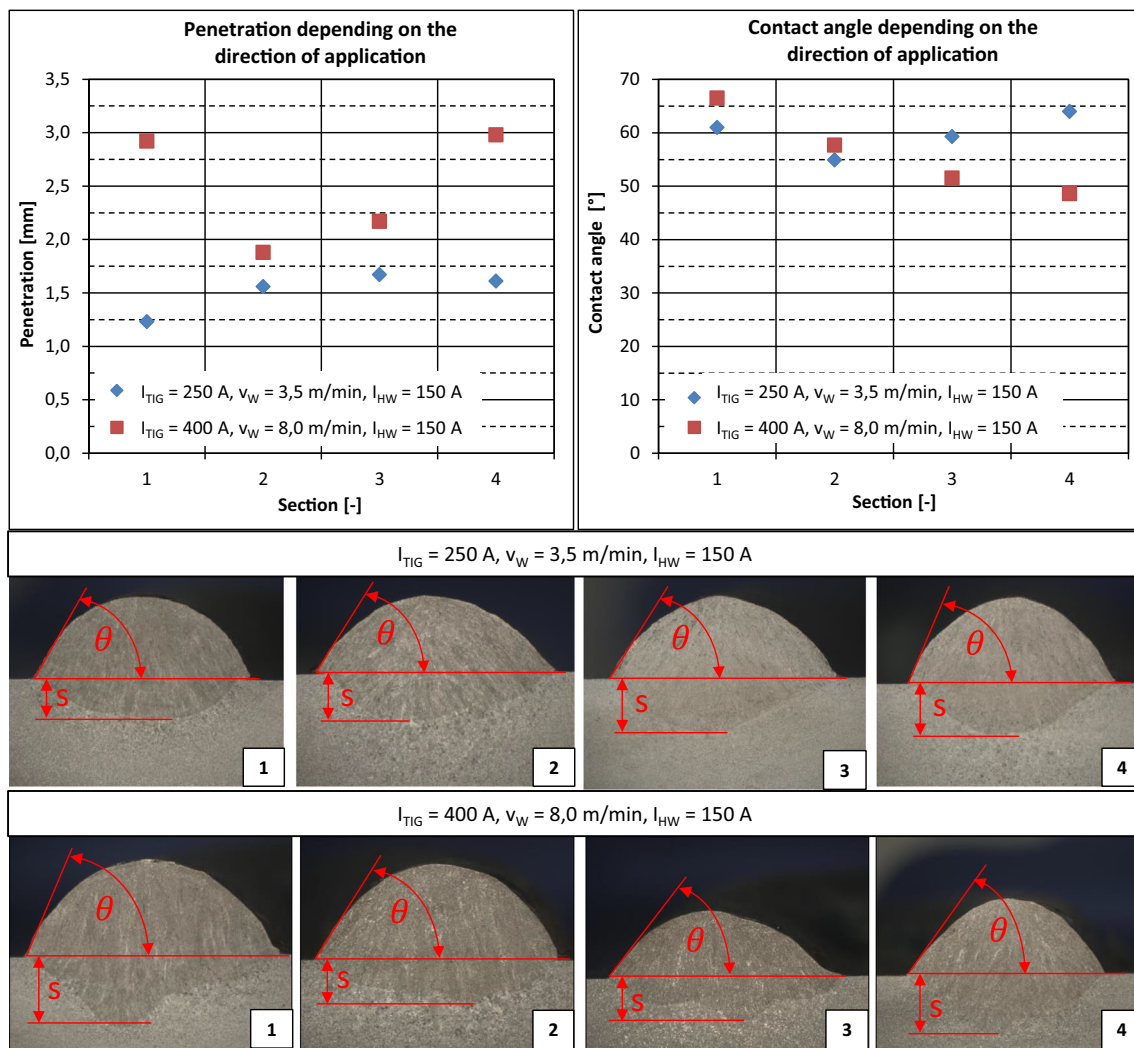 Penetration depending on the
direction of application
3,5
3,0
2,5
2,0
1,5
1,0
0,5
0,0
Penetration [mm]
I_TIG = 250 A, v_W = 3,5 m/min, I_HW = 150 A
I_TIG = 400 A, v_W = 8,0 m/min, I_HW = 150 A
1 2 3 4
Section [-]
Contact angle depending on the
direction of application
70
60
50
40
30
20
10
0
Contact angle [°]
I_TIG = 250 A, v_W = 3,5 m/min, I_HW = 150 A
I_TIG = 400 A, v_W = 8,0 m/min, I_HW = 150 A
1 2 3 4
Section [-]
I_TIG = 250 A, v_W = 3,5 m/min, I_HW = 150 A
θ
S
1
θ
S
2
θ
S
3
θ
S
4
I_TIG = 400 A, v_W = 8,0 m/min, I_HW = 150 A
θ
S
1
θ
S
2
θ
S
3
θ
S
4